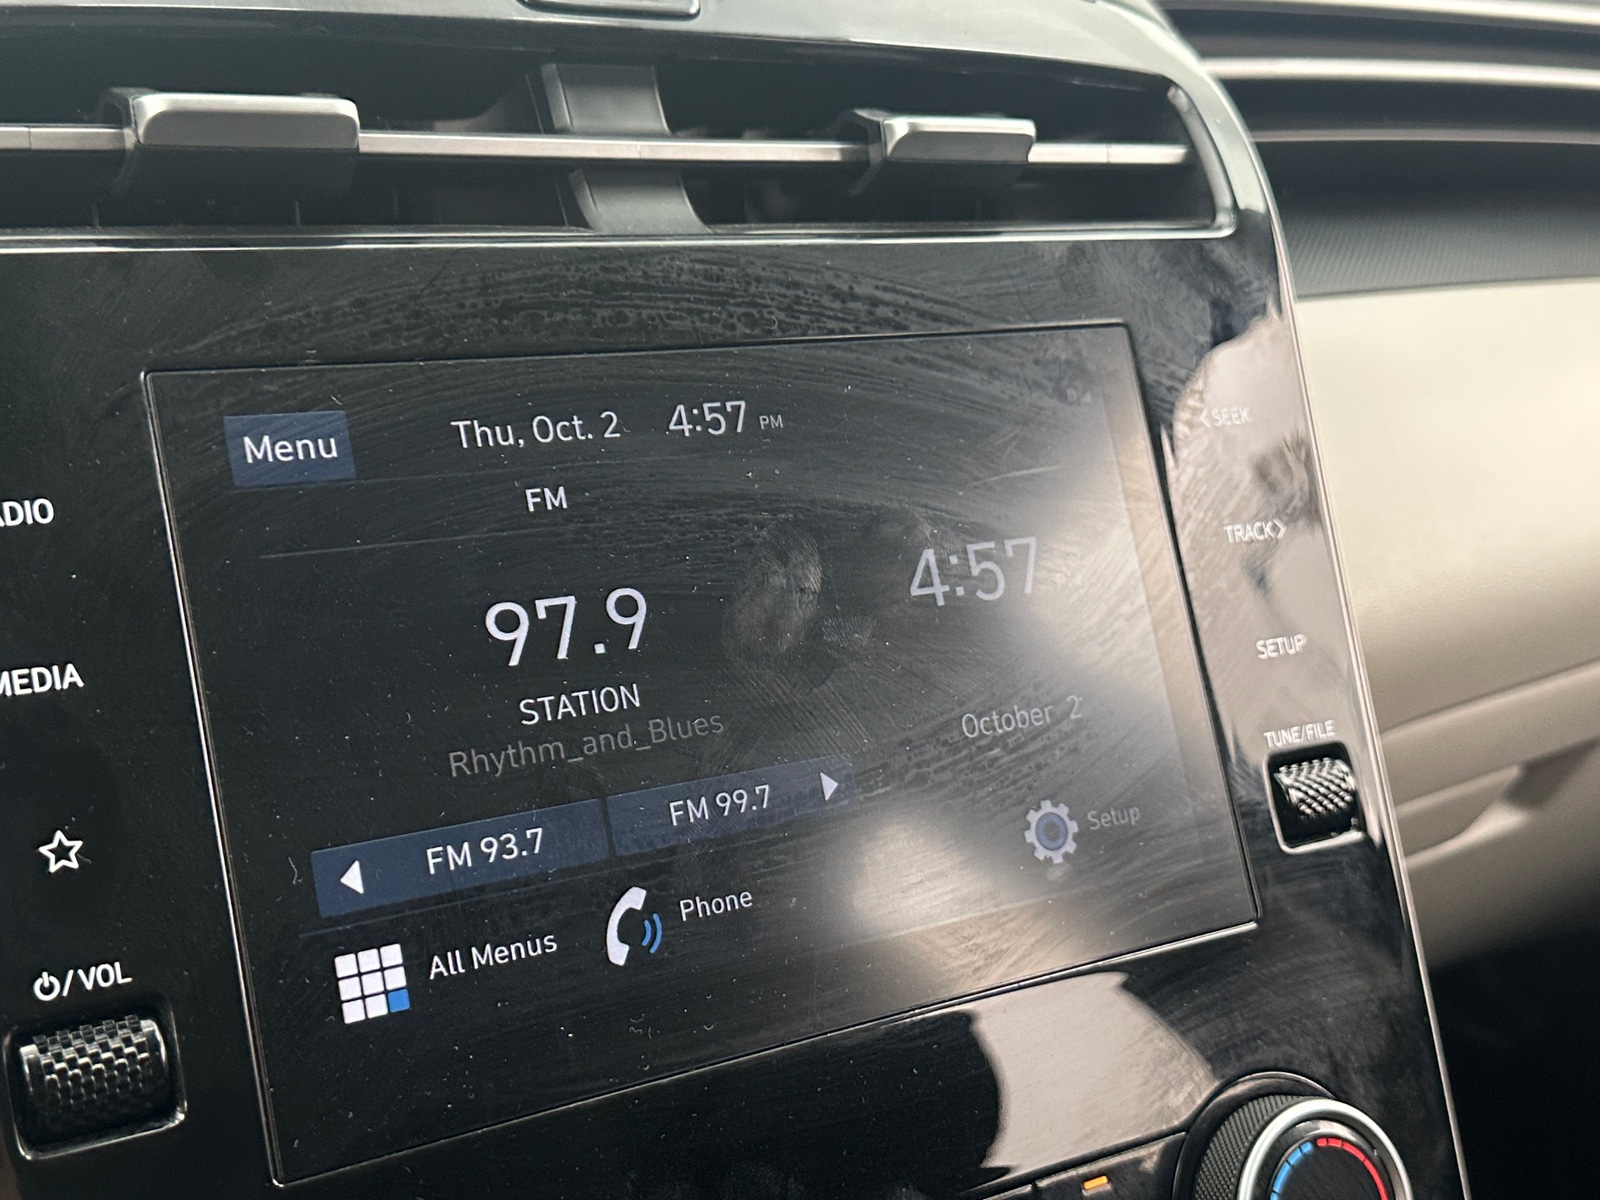 Menu Thu, Oct. 2 4:57 PM
FM
97.9
STATION
Rhythm_and_Blues
4:57
October 2
FM 93.7 FM 99.7
All Menus Phone Setup
MEDIA
/VOL
SEEK
TRACK
SETUP
TUNE/FILE